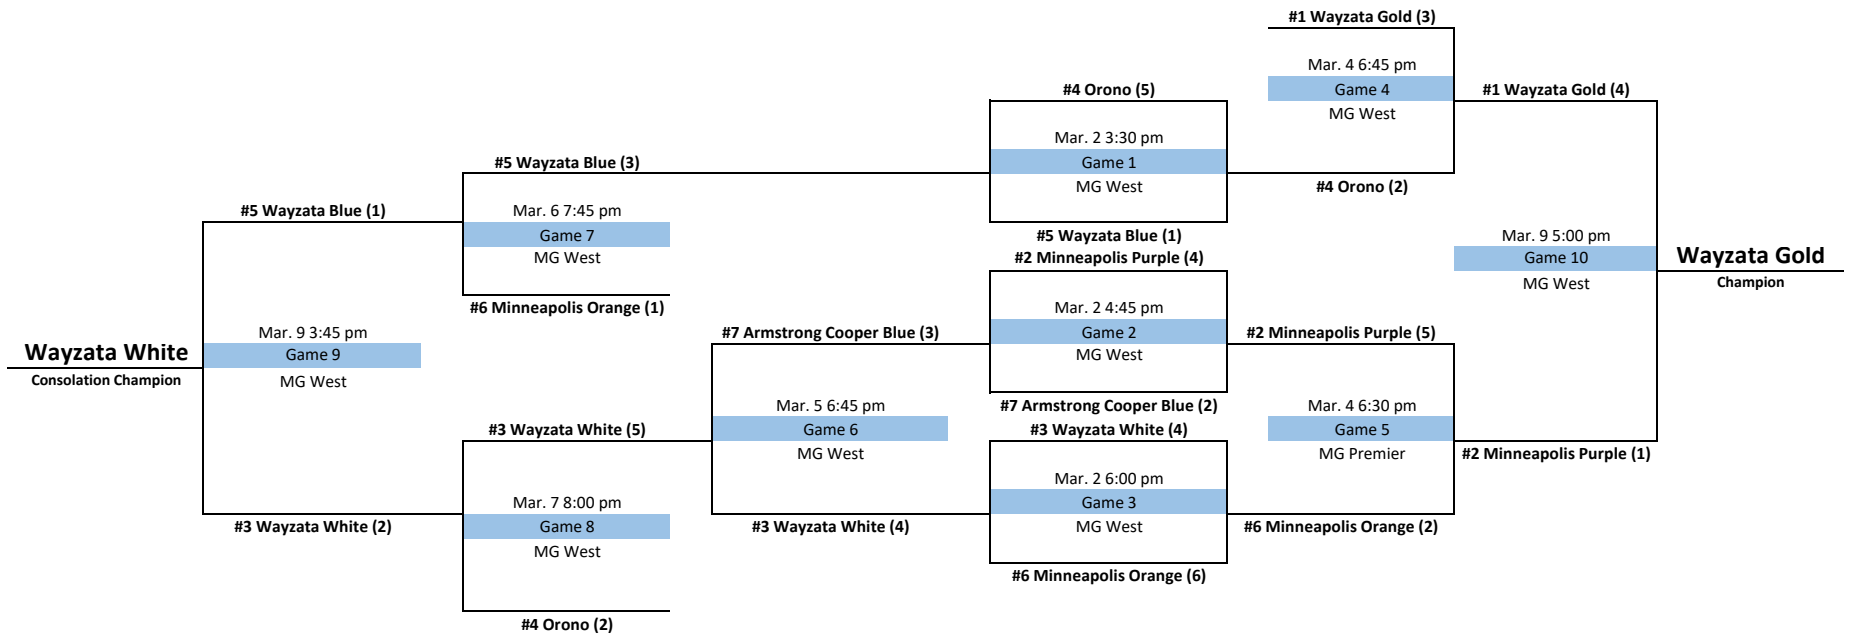 #1 Wayzata Gold (3)
Mar. 4 6:45 pm
#4 Orono (5)
Game 4
#1 Wayzata Gold (4)
MG West
Mar. 2 3:30 pm
#5 Wayzata Blue (3)
Game 1
MG West
#4 Orono (2)
#5 Wayzata Blue (1)
Mar. 6 7:45 pm
Game 7
#5 Wayzata Blue (1)
Mar. 9 5:00 pm
MG West
#2 Minneapolis Purple (4)
Game 10
Wayzata Gold
MG West
Champion
#6 Minneapolis Orange (1)
Mar. 2 4:45 pm
Mar. 9 3:45 pm
#7 Armstrong Cooper Blue (3)
Game 2
#2 Minneapolis Purple (5)
Wayzata White
Game 9
MG West
Consolation Champion
MG West
Mar. 5 6:45 pm
#7 Armstrong Cooper Blue (2)
Mar. 4 6:30 pm
#3 Wayzata White (5)
Game 6
#3 Wayzata White (4)
Game 5
MG West
MG Premier
#2 Minneapolis Purple (1)
Mar. 2 6:00 pm
Mar. 7 8:00 pm
Game 3
#3 Wayzata White (2)
Game 8
#3 Wayzata White (4)
MG West
#6 Minneapolis Orange (2)
MG West
#6 Minneapolis Orange (6)
#4 Orono (2)